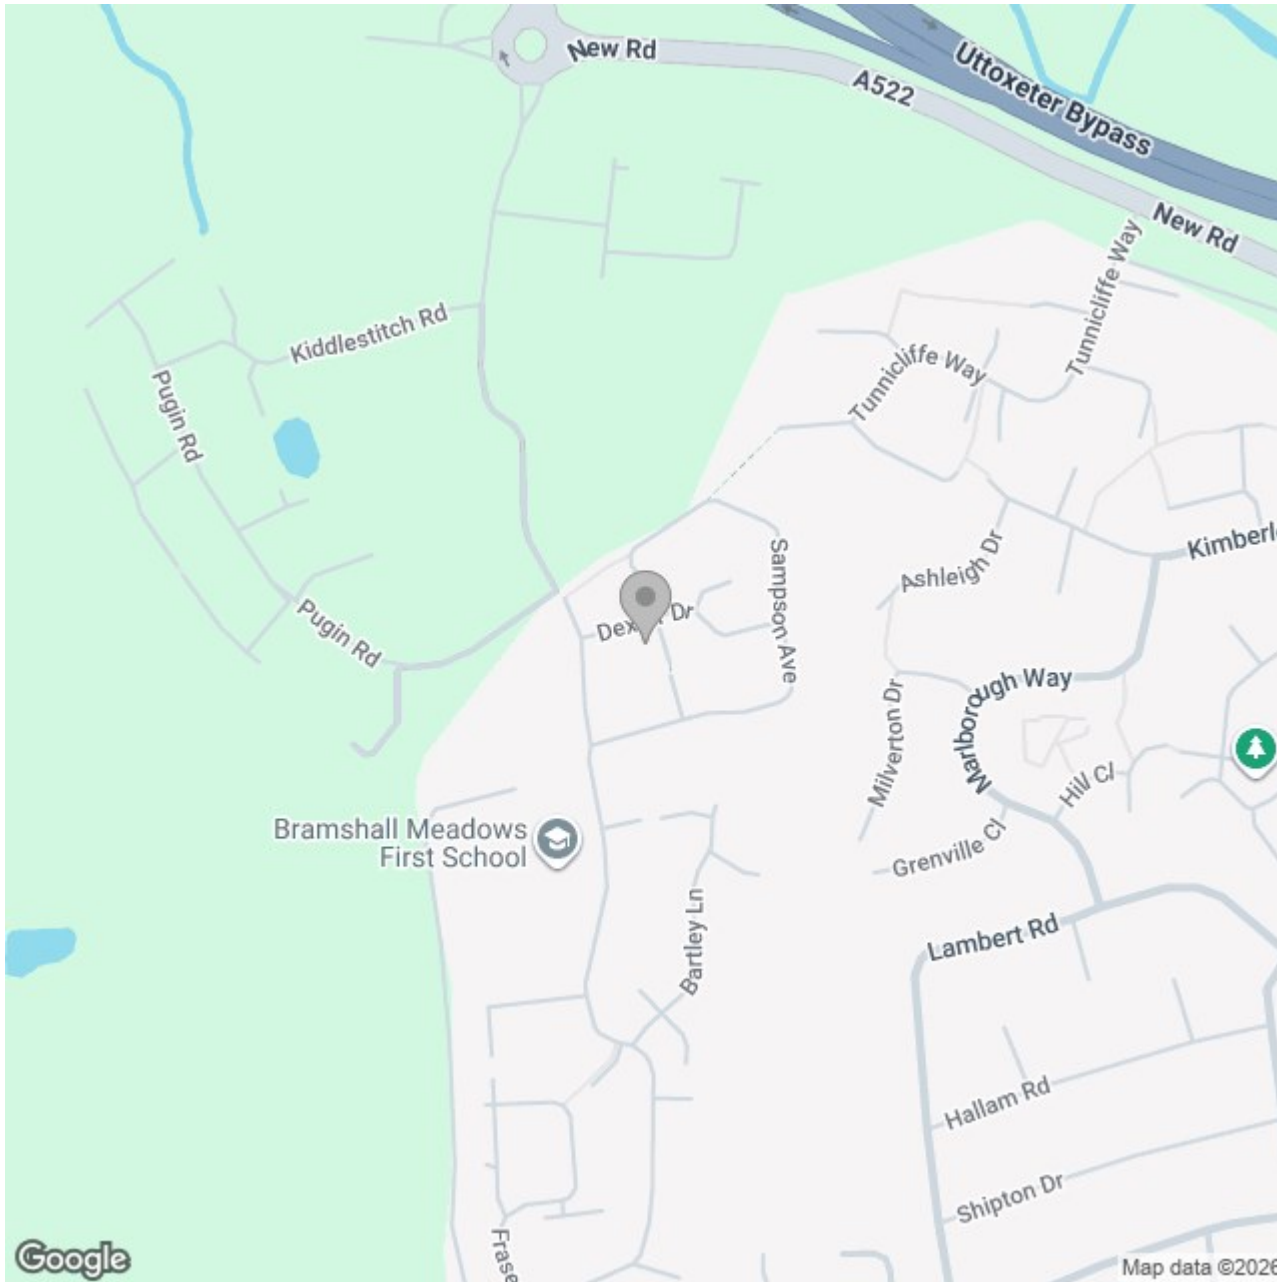 New Rd
A522
Uttoxeter Bypass
New Rd
Tunnicliffe Way
Kiddlestitch Rd
Tunnicliffe Way
Pugin Rd
Kimberl
Ashleigh Dr
Sampson Ave
Pugin Rd
Dr
Marlborough Way
Milverton Dr
Hill Cl
Bramshall Meadows
First School
Grenville Cl
Bartley Ln
Lambert Rd
Hallam Rd
Shipton Dr
Frase
Google
Map data ©2026